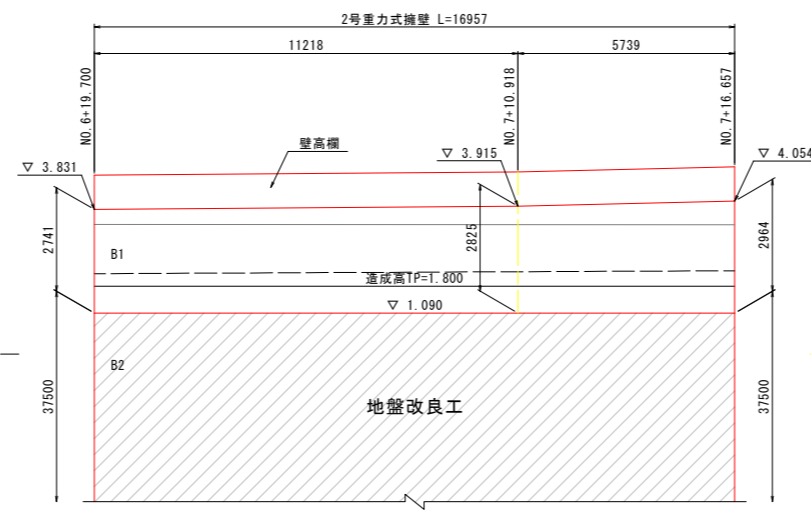 2号重力式擁壁 L=16957
11218
5739
NO.6+19.700
NO.7+10.918
NO.7+16.657
壁高欄
▽ 3.831
▽ 3.915
▽ 4.054
2741
2825
2964
B1
造成高TP=1.800
▽ 1.090
B2
37500
37500
地盤改良工